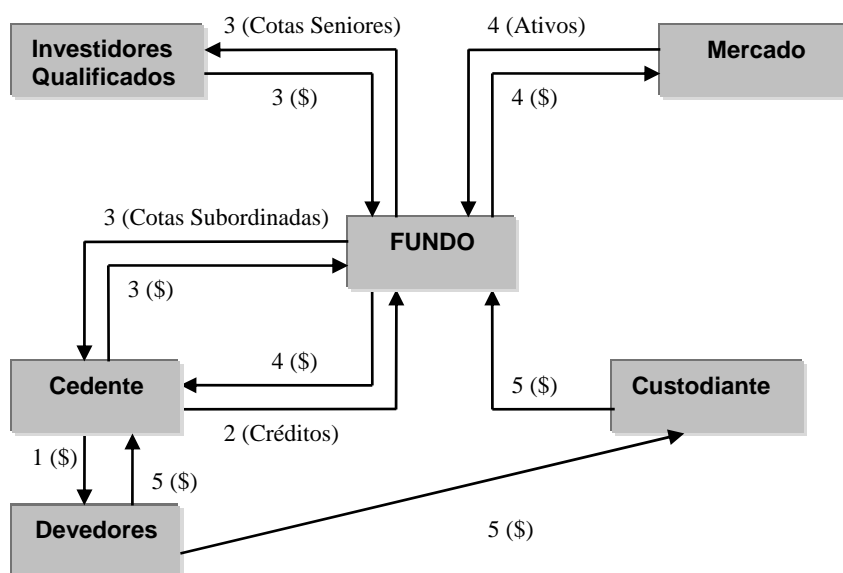 3 (Cotas Seniores)
4 (Ativos)
Investidores
Qualificados
Mercado
3 ($)
4 ($)
3 (Cotas Subordinadas)
FUNDO
3 ($)
4 ($)
5 ($)
Cedente
Custodiante
2 (Créditos)
1 ($)
5 ($)
Devedores
5 ($)